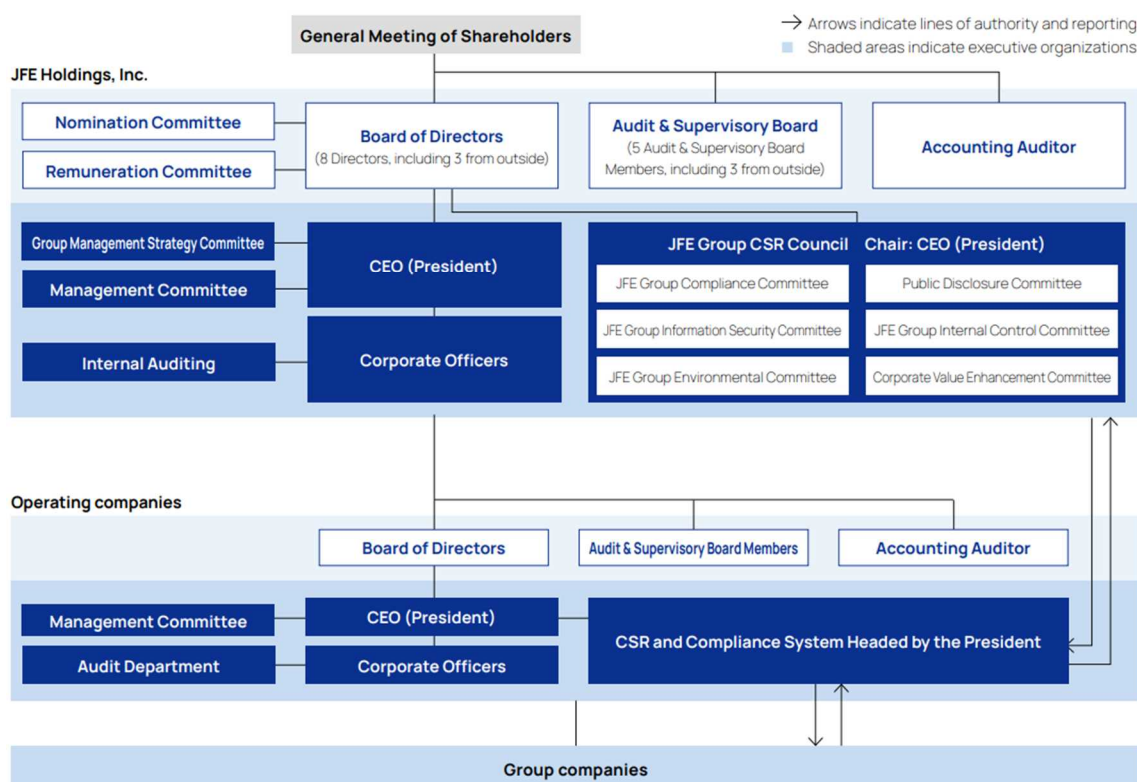 → Arrows indicate lines of authority and reporting
Shaded areas indicate executive organizations
General Meeting of Shareholders
JFE Holdings, Inc.
Nomination Committee
Remuneration Committee
Board of Directors
(8 Directors, including 3 from outside)
Audit & Supervisory Board
(5 Audit & Supervisory Board
Members, including 3 from outside)
Accounting Auditor
Group Management Strategy Committee
Management Committee
Internal Auditing
CEO (President)
Corporate Officers
JFE Group CSR Council Chair: CEO (President)
JFE Group Compliance Committee
Public Disclosure Committee
JFE Group Information Security Committee
JFE Group Internal Control Committee
JFE Group Environmental Committee
Corporate Value Enhancement Committee
Operating companies
Board of Directors
Audit & Supervisory Board Members
Accounting Auditor
Management Committee
CEO (President)
Audit Department
Corporate Officers
CSR and Compliance System Headed by the President
Group companies